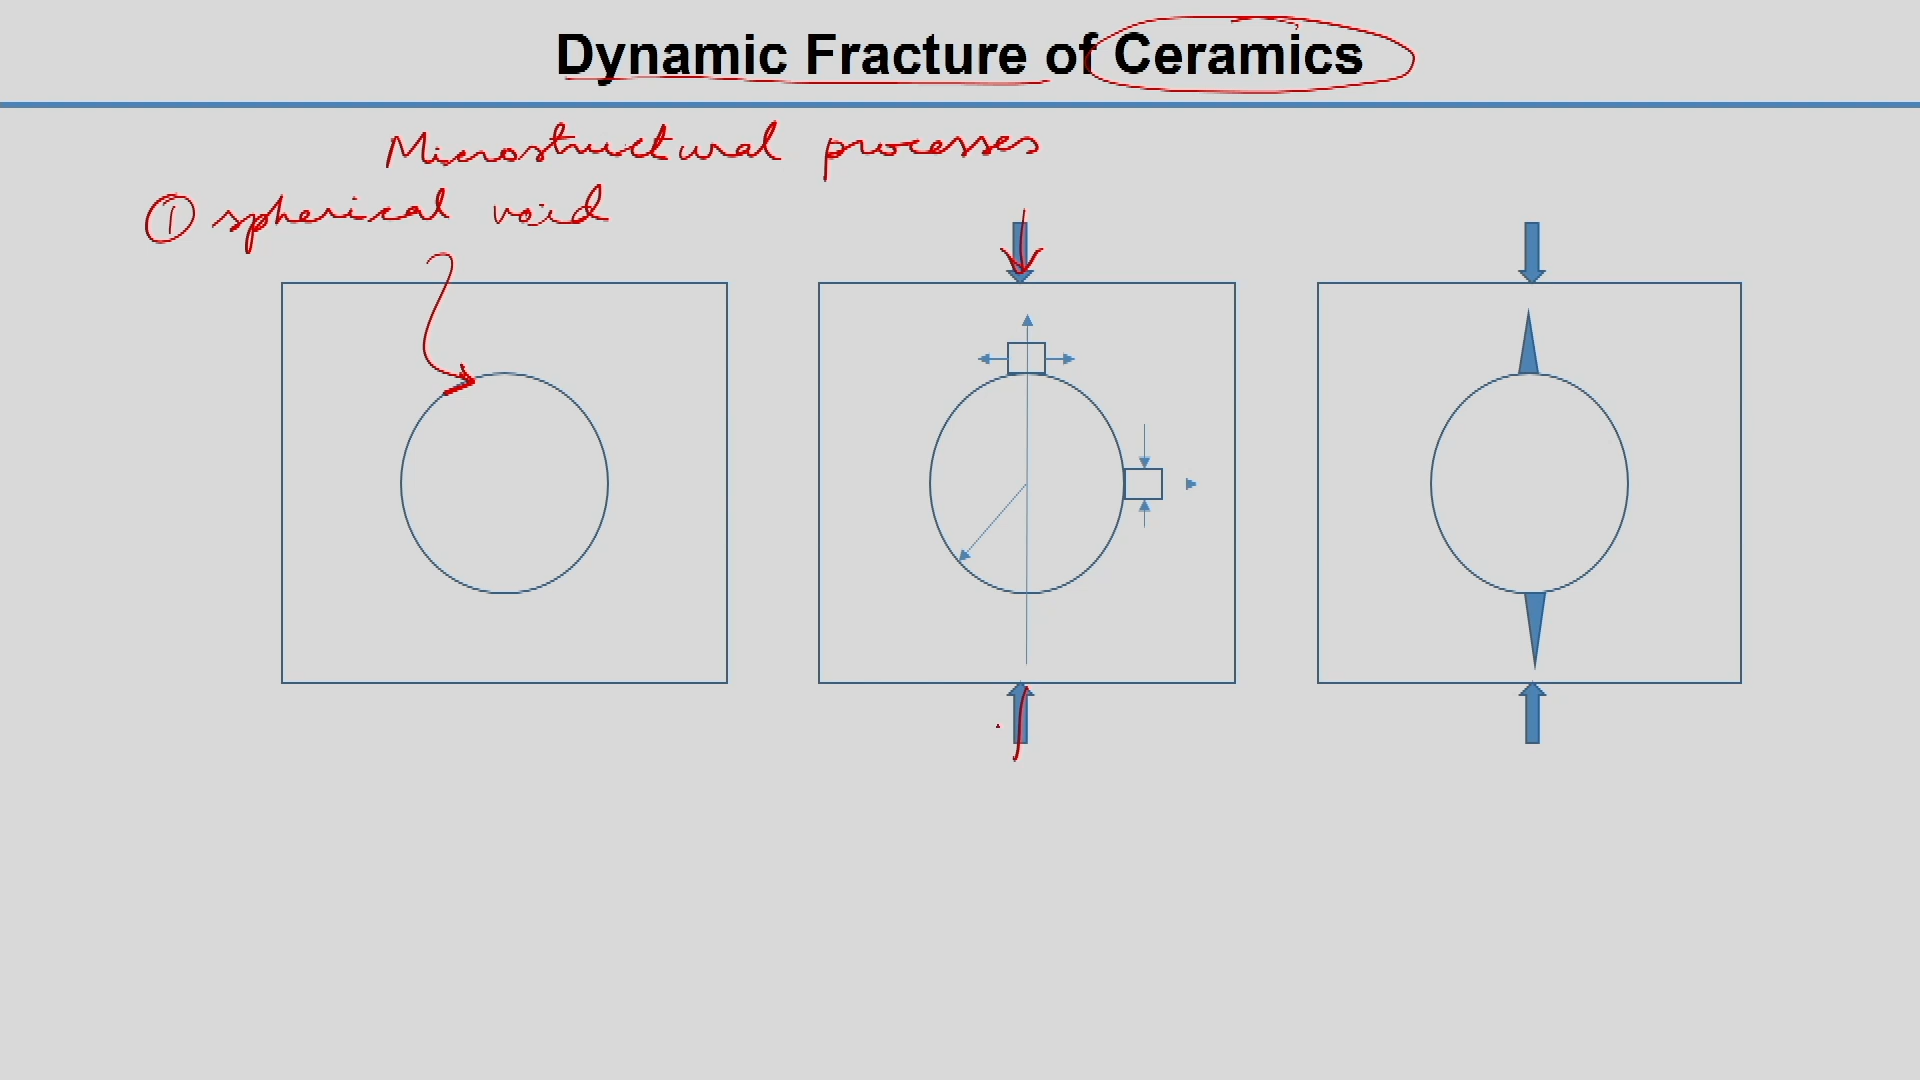 Dynamic Fracture of Ceramics
Microstructural processes
① spherical void